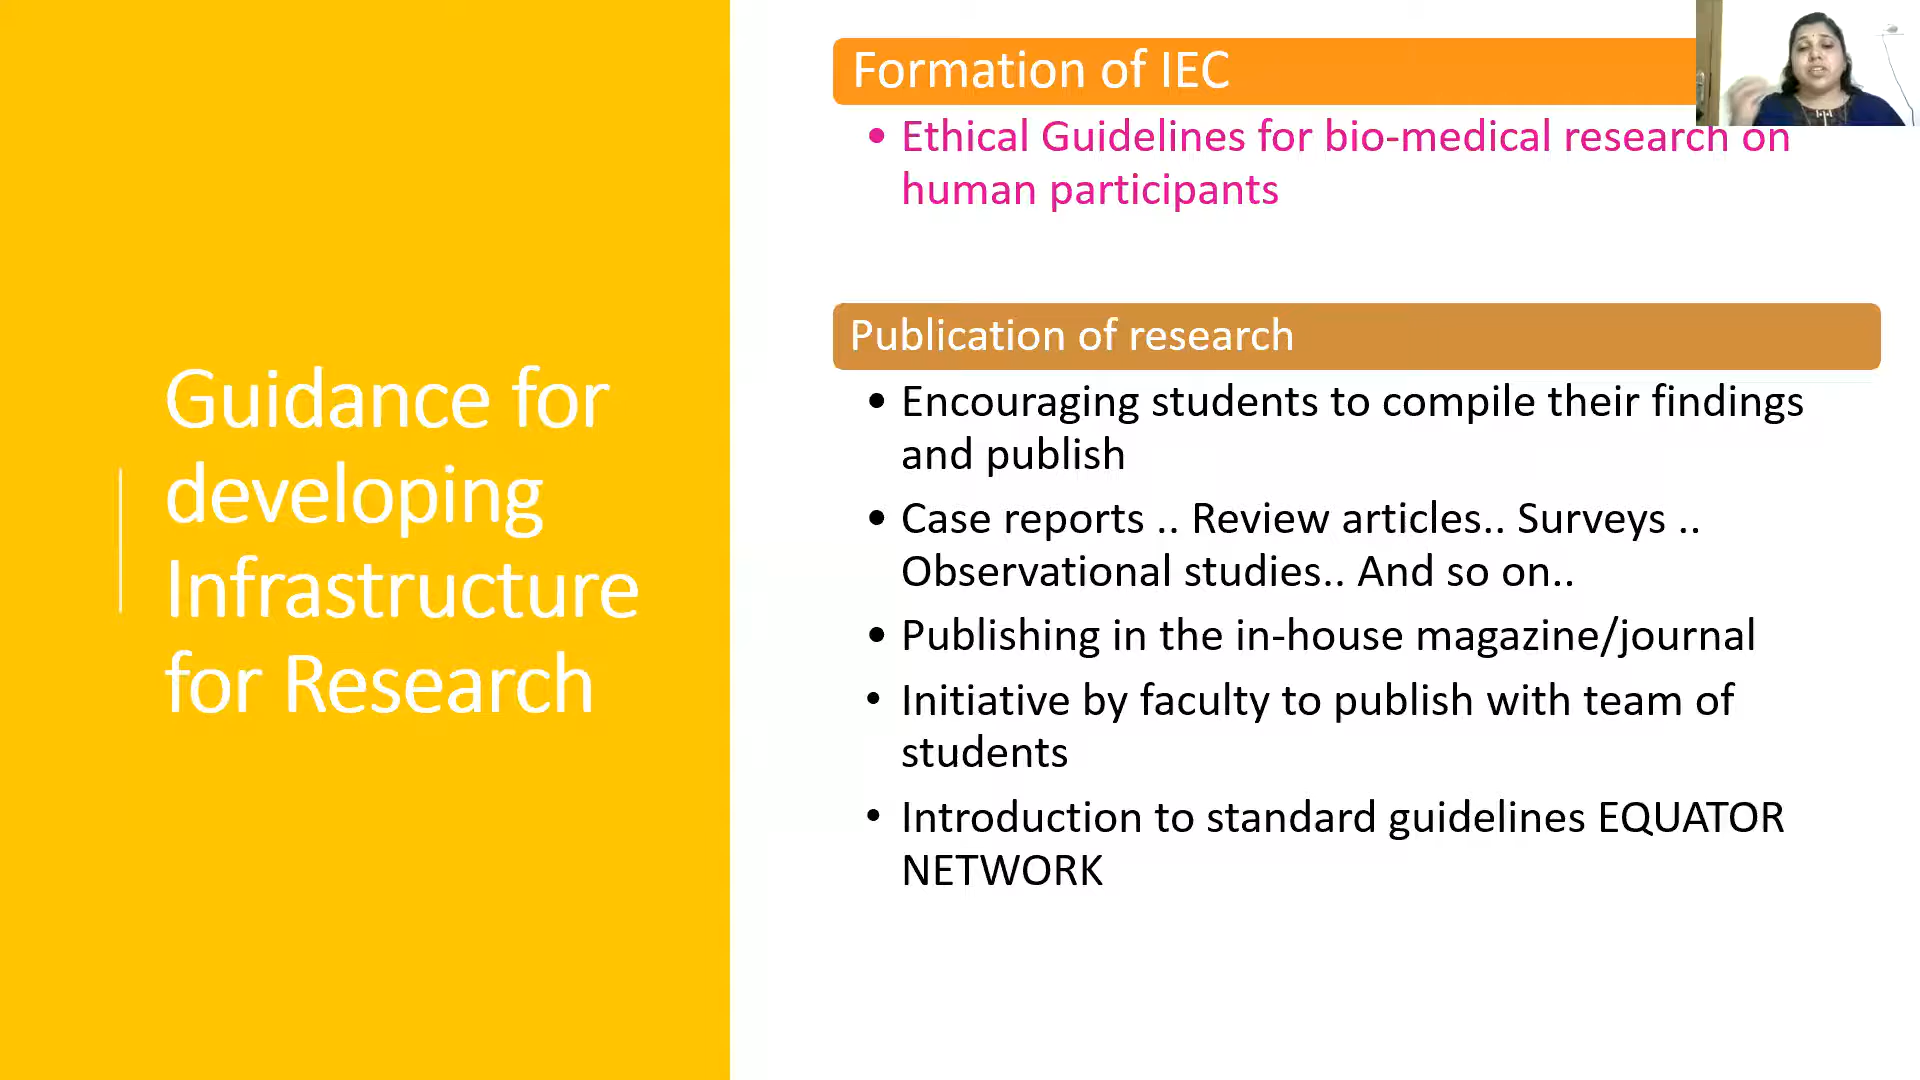 Guidance for
developing
Infrastructure
for Research
Formation of IEC
• Ethical Guidelines for bio-medical research on
human participants
Publication of research
• Encouraging students to compile their findings
and publish
• Case reports .. Review articles.. Surveys ..
Observational studies.. And so on..
• Publishing in the in-house magazine/journal
• Initiative by faculty to publish with team of
students
• Introduction to standard guidelines EQUATOR
NETWORK